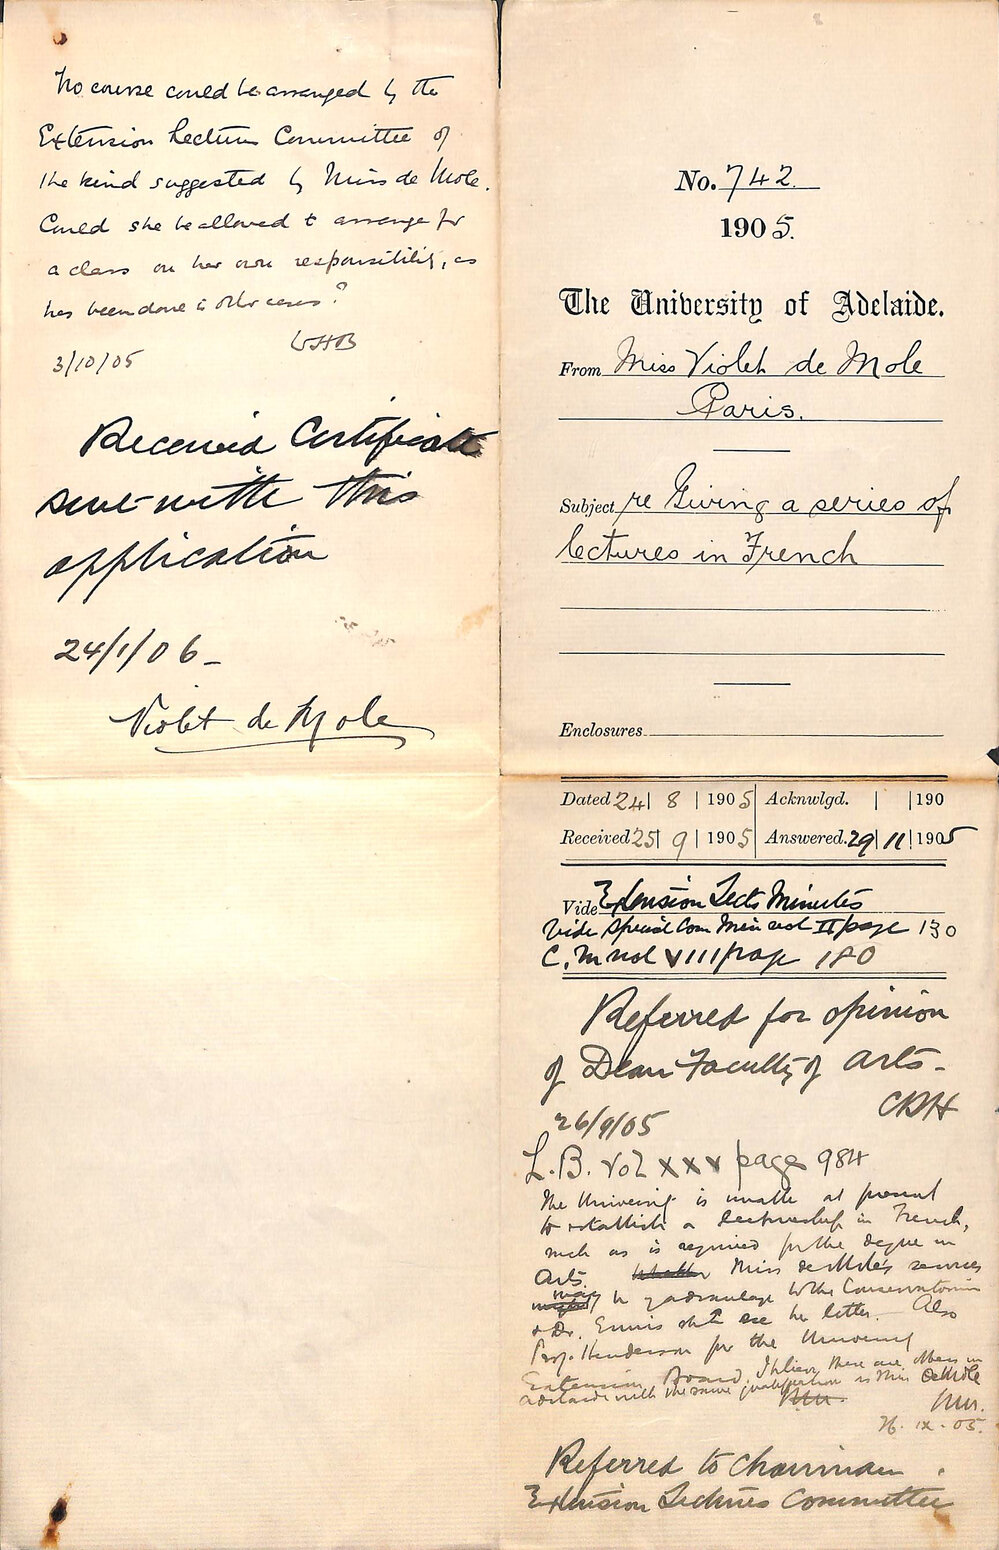 No course could be arranged by the
Extension Lecture Committee of
the kind suggested by Miss de Mole.
Could she be allowed to arrange for
a class on her own responsibility, as
has been done in other cases?
WHB
3/10/05
Received Certificate
sent with this
application
24/1/06 -
Violet de Mole
No. 742.
1905.
The University of Adelaide.
From Miss Violet de Mole
Paris.
Subject re Giving a series of
lectures in French
Enclosures
Dated 24| 8 | 1905 | Acknwlgd. | |190
Received 25| 9 | 1905 | Answered. 29| 11 |1905
Vide Extension Lects Minutes
Vide Special Com Min vol II page 130
C. M vol VIII page 180
Referred for opinion
of Dean Faculty of Arts -
CRH
26/9/05
L. B. Vol XXV page 984
The University is unable at present
to establish a lectureship in French,
such as is required for the degree in
Arts. Whether Miss de Mole's services
might may be of advantage to the Conservatorium
& Dr. Ennis shd see her letter. Also
Prof. Henderson for the University
Extension Board. I believe there are others in
Adelaide with the same qualification as Miss de Mole
26. ix. 05.
Referred to Chairman
Extension Lectures Committee